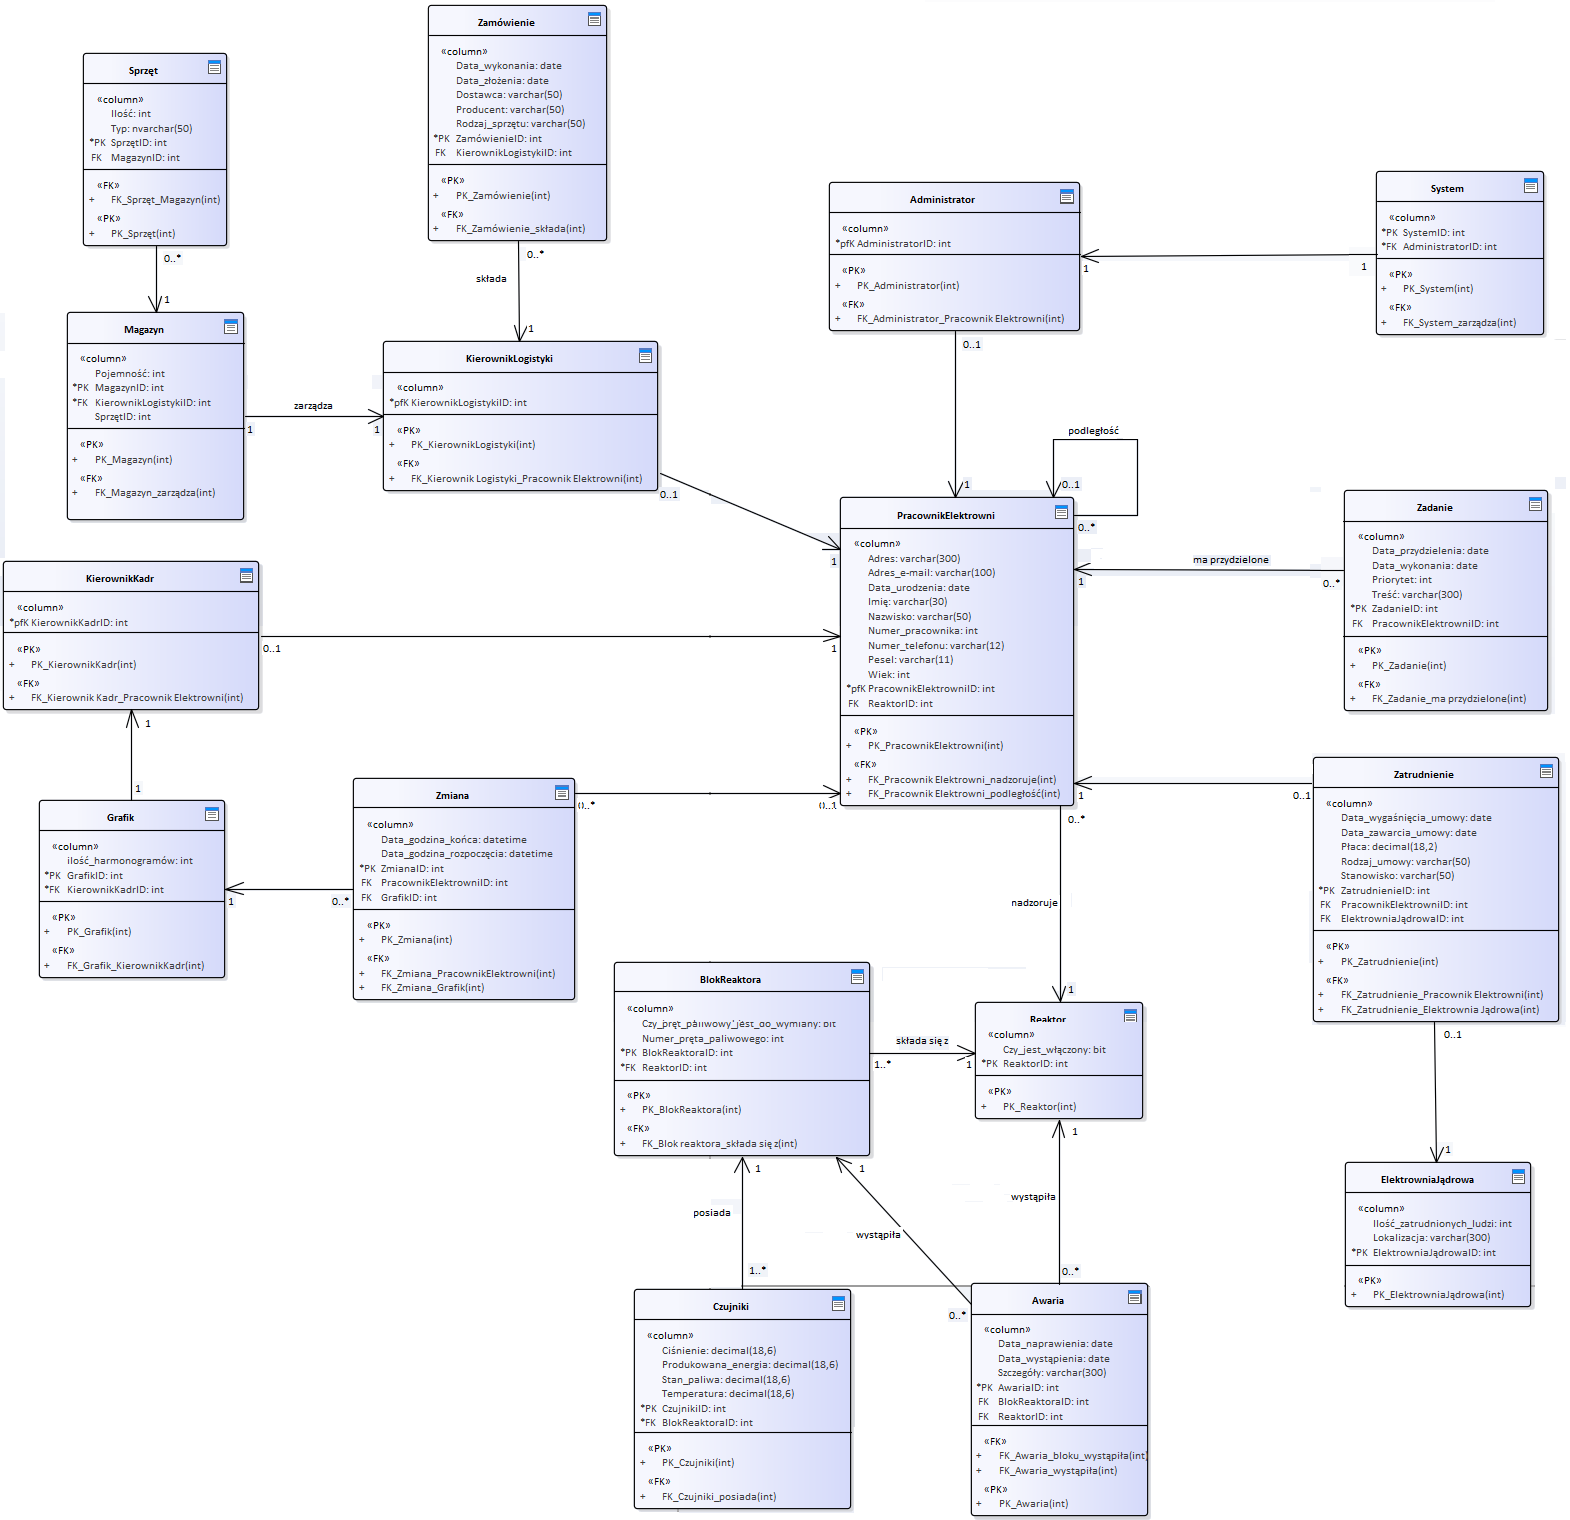 Zamówienie
«column»
Data_wykonania: date
Data_złożenia: date
Dostawca: varchar(50)
Producent: varchar(50)
Rodzaj_sprzętu: varchar(50)
*PK ZamówienieID: int
FK KierownikLogistykiID: int
«PK»
+ PK_Zamówienie(int)
«FK»
+ FK_Zamówienie_składa(int)
0..*
składa
1
Sprzęt
«column»
Ilość: int
Typ: nvarchar(50)
*PK SprzętID: int
FK MagazynID: int
«FK»
+ FK_Sprzęt_Magazyn(int)
«PK»
+ PK_Sprzęt(int)
0..*
1
Administrator
«column»
*pfK AdministratorID: int
«PK»
+ PK_Administrator(int)
«FK»
+ FK_Administrator_Pracownik Elektrowni(int)
0..1
1
1
1
System
«column»
*PK SystemID: int
*FK AdministratorID: int
«PK»
+ PK_System(int)
«FK»
+ FK_System_zarządza(int)
Magazyn
«column»
Pojemność: int
*PK MagazynID: int
*FK KierownikLogistykiID: int
SprzętID: int
«PK»
+ PK_Magazyn(int)
«FK»
+ FK_Magazyn_zarządza(int)
zarządza
1
1
KierownikLogistyki
«column»
*pfK KierownikLogistykiID: int
«PK»
+ PK_KierownikLogistyki(int)
«FK»
+ FK_Kierownik Logistyki_Pracownik Elektrowni(int)
0..1
1
podległość
0..1
0..*
PracownikElektrowni
«column»
Adres: varchar(300)
Adres_e-mail: varchar(100)
Data_urodzenia: date
Imię: varchar(30)
Nazwisko: varchar(50)
Numer_pracownika: int
Numer_telefonu: varchar(12)
Pesel: varchar(11)
Wiek: int
*pfK PracownikElektrowniID: int
FK ReaktorID: int
«PK»
+ PK_PracownikElektrowni(int)
«FK»
+ FK_Pracownik Elektrowni_nadzoruje(int)
+ FK_Pracownik Elektrowni_podległość(int)
ma przydzielone
1
0..*
Zadanie
«column»
Data_przydzielenia: date
Data_wykonania: date
Priorytet: int
Treść: varchar(300)
*PK ZadanieID: int
FK PracownikElektrowniID: int
«PK»
+ PK_Zadanie(int)
«FK»
+ FK_Zadanie_ma przydzielone(int)
KierownikKadr
«column»
*pfK KierownikKadrID: int
«PK»
+ PK_KierownikKadr(int)
«FK»
+ FK_Kierownik Kadr_Pracownik Elektrowni(int)
0..1
1
1
1
Grafik
«column»
ilość_harmonogramów: int
*PK GrafikID: int
*FK KierownikKadrID: int
«PK»
+ PK_Grafik(int)
«FK»
+ FK_Grafik_KierownikKadr(int)
1
0..*
Zmiana
«column»
Data_godzina_końca: datetime
Data_godzina_rozpoczęcia: datetime
*PK ZmianaID: int
FK PracownikElektrowniID: int
FK GrafikID: int
«PK»
+ PK_Zmiana(int)
«FK»
+ FK_Zmiana_PracownikElektrowni(int)
+ FK_Zmiana_Grafik(int)
0..*
0..1
1
0..1
Zatrudnienie
«column»
Data_wygaśnięcia_umowy: date
Data_zawarcia_umowy: date
Płaca: decimal(18,2)
Rodzaj_umowy: varchar(50)
Stanowisko: varchar(50)
*PK ZatrudnienieID: int
FK PracownikElektrowniID: int
FK ElektrowniaJądrowaID: int
«PK»
+ PK_Zatrudnienie(int)
«FK»
+ FK_Zatrudnienie_Pracownik Elektrowni(int)
+ FK_Zatrudnienie_Elektrownia Jądrowa(int)
0..1
1
0..*
nadzoruje
1
BlokReaktora
«column»
Czy_pręt_paliwowy_jest_do_wymiany: bit
Numer_pręta_paliwowego: int
*PK BlokReaktoraID: int
*FK ReaktorID: int
«PK»
+ PK_BlokReaktora(int)
«FK»
+ FK_Blok reaktora_składa się z(int)
składa się z
1..*
1
Reaktor
«column»
Czy_jest_włączony: bit
*PK ReaktorID: int
«PK»
+ PK_Reaktor(int)
1
wystąpiła
0..*
1
posiada
1..*
1
wystąpiła
0..*
ElektrowniaJądrowa
«column»
Ilość_zatrudnionych_ludzi: int
Lokalizacja: varchar(300)
*PK ElektrowniaJądrowaID: int
«PK»
+ PK_ElektrowniaJądrowa(int)
Czujniki
«column»
Ciśnienie: decimal(18,6)
Produkowana_energia: decimal(18,6)
Stan_paliwa: decimal(18,6)
Temperatura: decimal(18,6)
*PK CzujnikiID: int
*FK BlokReaktoraID: int
«PK»
+ PK_Czujniki(int)
«FK»
+ FK_Czujniki_posiada(int)
Awaria
«column»
Data_naprawienia: date
Data_wystąpienia: date
Szczegóły: varchar(300)
*PK AwariaID: int
FK BlokReaktoraID: int
FK ReaktorID: int
«FK»
+ FK_Awaria_bloku_wystąpiła(int)
+ FK_Awaria_wystąpiła(int)
«PK»
+ PK_Awaria(int)